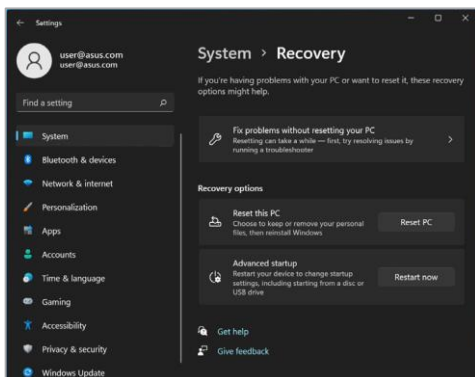 Settings
user@asus.com
user@asus.com
Find a setting
System
Bluetooth & devices
Network & internet
Personalization
Apps
Accounts
Time & language
Gaming
Accessibility
Privacy & security
Windows Update
System > Recovery
If you're having problems with your PC or want to reset it, these recovery
options might help.
Fix problems without resetting your PC
Resetting can take a while — first, try resolving issues by
running a troubleshooter
Recovery options
Reset this PC
Choose to keep or remove your personal
files, then reinstall Windows
Reset PC
Advanced startup
Restart your device to change startup
settings, including starting from a disc or
USB drive
Restart now
Get help
Give feedback